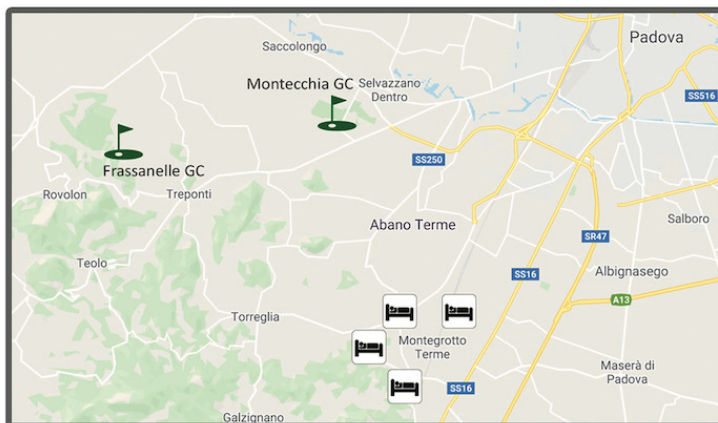 Padova
Saccolongo
Montecchia GC
Selvazzano
Dentro
SS516
SS250
Frassanelle GC
Rovolon
Treponti
Abano Terme
Salboro
SR47
Teolo
SS16
Albignasego
A13
Torreglia
Montegrotto
Terme
Maserà di
Padova
SS16
Galzignano